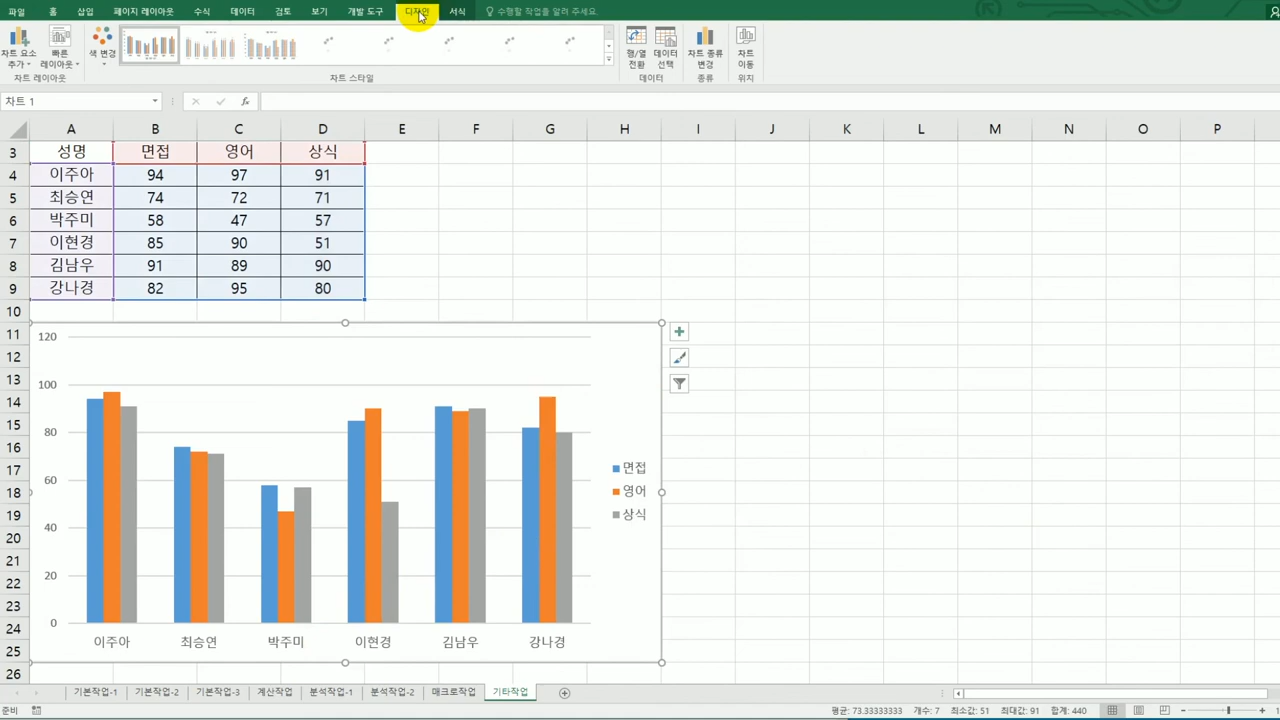 파일 홈 삽입 페이지 레이아웃 수식 데이터 검토 보기 개발 도구 디자인 서식 수행할 작업을 알려 주세요.
차트 요소 추가 빠른 레이아웃 색 변경 행/열 전환 데이터 선택 차트 종류 변경 차트 이동
차트 레이아웃 차트 스타일 데이터 종류 위치
차트 1 fx
A B C D E F G H I J K L M N O P
3 성명 면접 영어 상식
4 이주아 94 97 91
5 최승연 74 72 71
6 박주미 58 47 57
7 이현경 85 90 51
8 김남우 91 89 90
9 강나경 82 95 80
10
11
12
13
14
15
16
17
18
19
20
21
22
23
24
25
26
120
100
80
60
40
20
0
이주아 최승연 박주미 이현경 김남우 강나경
면접
영어
상식
기본작업-1 기본작업-2 기본작업-3 계산작업 분석작업-1 분석작업-2 매크로작업 기타작업
준비 평균: 73.33333333 개수: 7 최소값: 51 최대값: 91 합계: 440